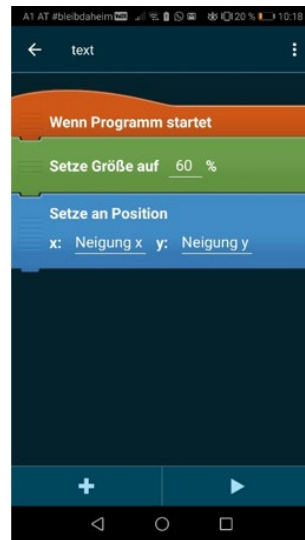 A1 AT #bleibdaheim 20 % 10:18
text
Wenn Programm startet
Setze Größe auf 60 %
Setze an Position
x: Neigung x y: Neigung y